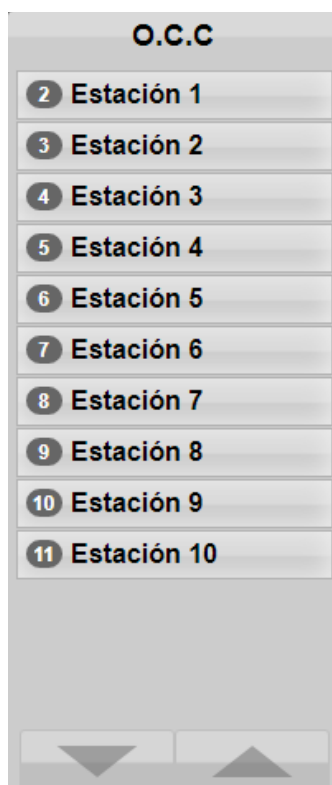 O.C.C
2 Estación 1
3 Estación 2
4 Estación 3
5 Estación 4
6 Estación 5
7 Estación 6
8 Estación 7
9 Estación 8
10 Estación 9
11 Estación 10